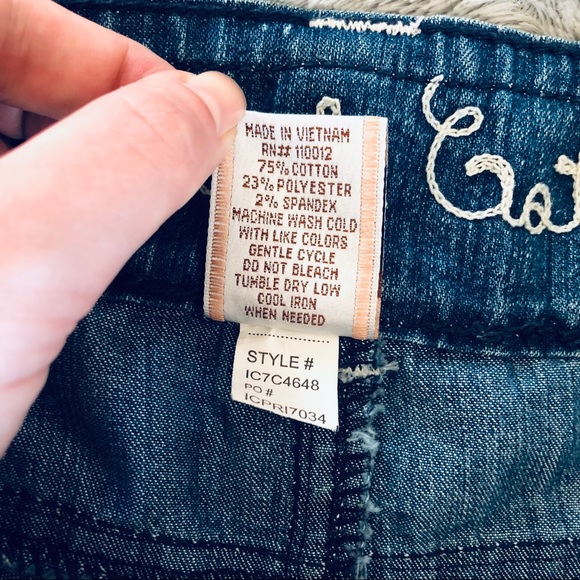 MADE IN VIETNAM
RN## 110012
75% COTTON
23% POLYESTER
2% SPANDEX
MACHINE WASH COLD
WITH LIKE COLORS
GENTLE CYCLE
DO NOT BLEACH
TUMBLE DRY LOW
COOL IRON
WHEN NEEDED
STYLE #
IC7C4648
PO #
ICPRI7034